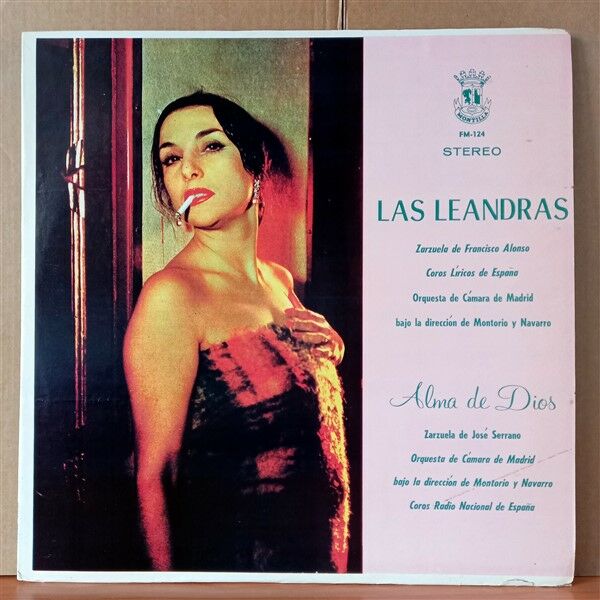 MONTILLA
FM-124
STEREO
LAS LEANDRAS
Zarzuela de Francisco Alonso
Coros Líricos de España
Orquesta de Cámara de Madrid
bajo la dirección de Montorio y Navarro
Alma de Dios
Zarzuela de José Serrano
Orquesta de Cámara de Madrid
bajo la dirección de Montorio y Navarro
Coros Radio Nacional de España